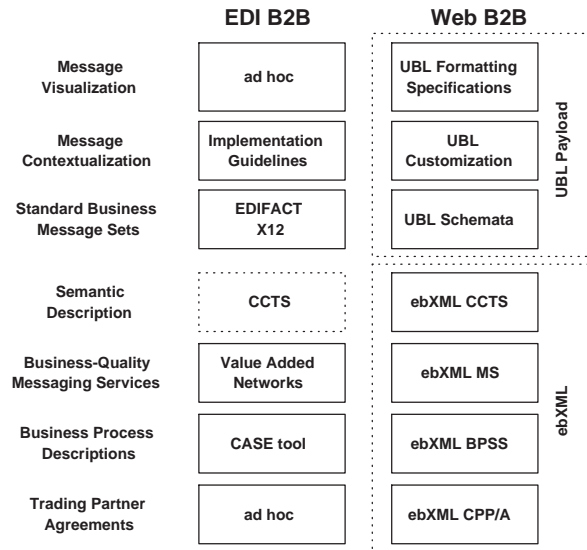 EDI B2B
Web B2B
Message
Visualization
ad hoc
UBL Formatting
Specifications
Message
Contextualization
Implementation
Guidelines
UBL
Customization
Standard Business
Message Sets
EDIFACT
X12
UBL Schemata
UBL Payload
Semantic
Description
CCTS
ebXML CCTS
Business-Quality
Messaging Services
Value Added
Networks
ebXML MS
Business Process
Descriptions
CASE tool
ebXML BPSS
Trading Partner
Agreements
ad hoc
ebXML CPP/A
ebXML